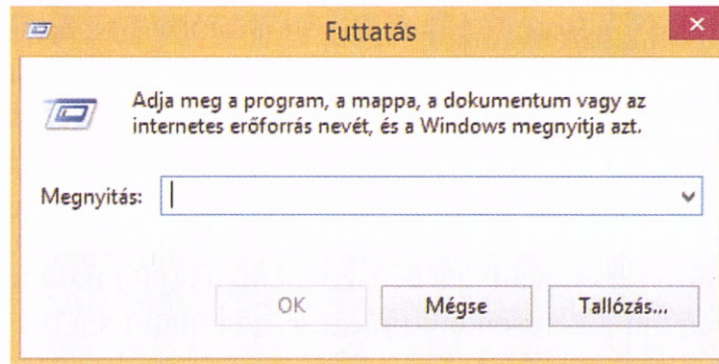 Futtatás
Adja meg a program, a mappa, a dokumentum vagy az
internetes erőforrás nevét, és a Windows megnyitja azt.
Megnyitás:
OK Mégse Tallózás...